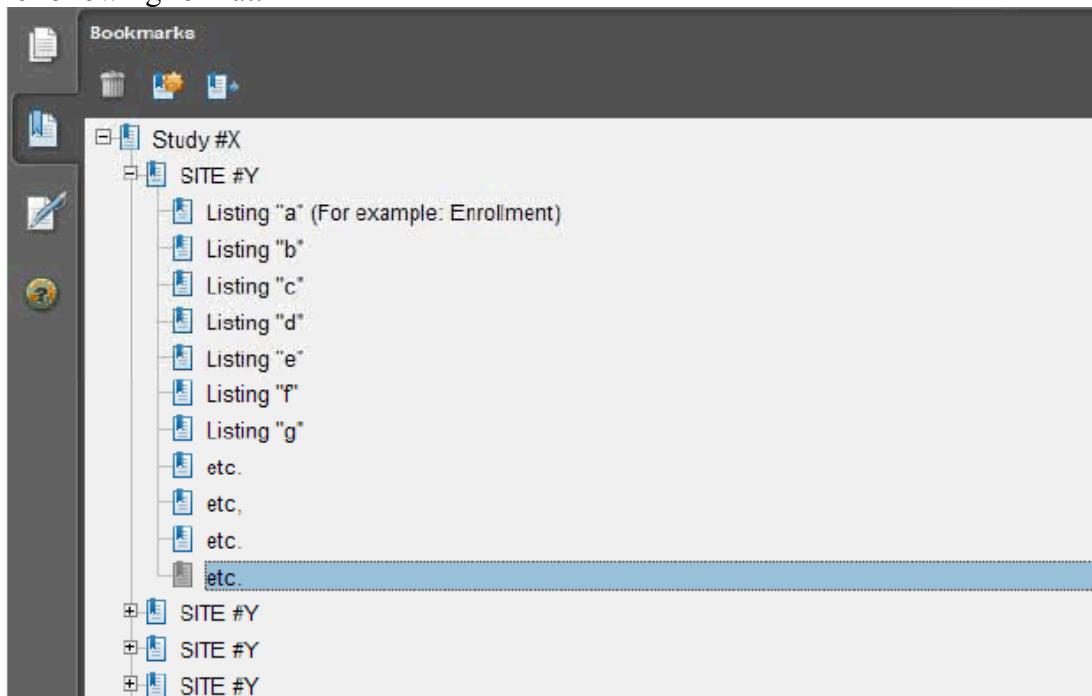 Bookmarks
Study #X
SITE #Y
Listing "a" (For example: Enrollment)
Listing "b"
Listing "c"
Listing "d"
Listing "e"
Listing "f"
Listing "g"
etc.
etc,
etc.
etc.
SITE #Y
SITE #Y
SITE #Y